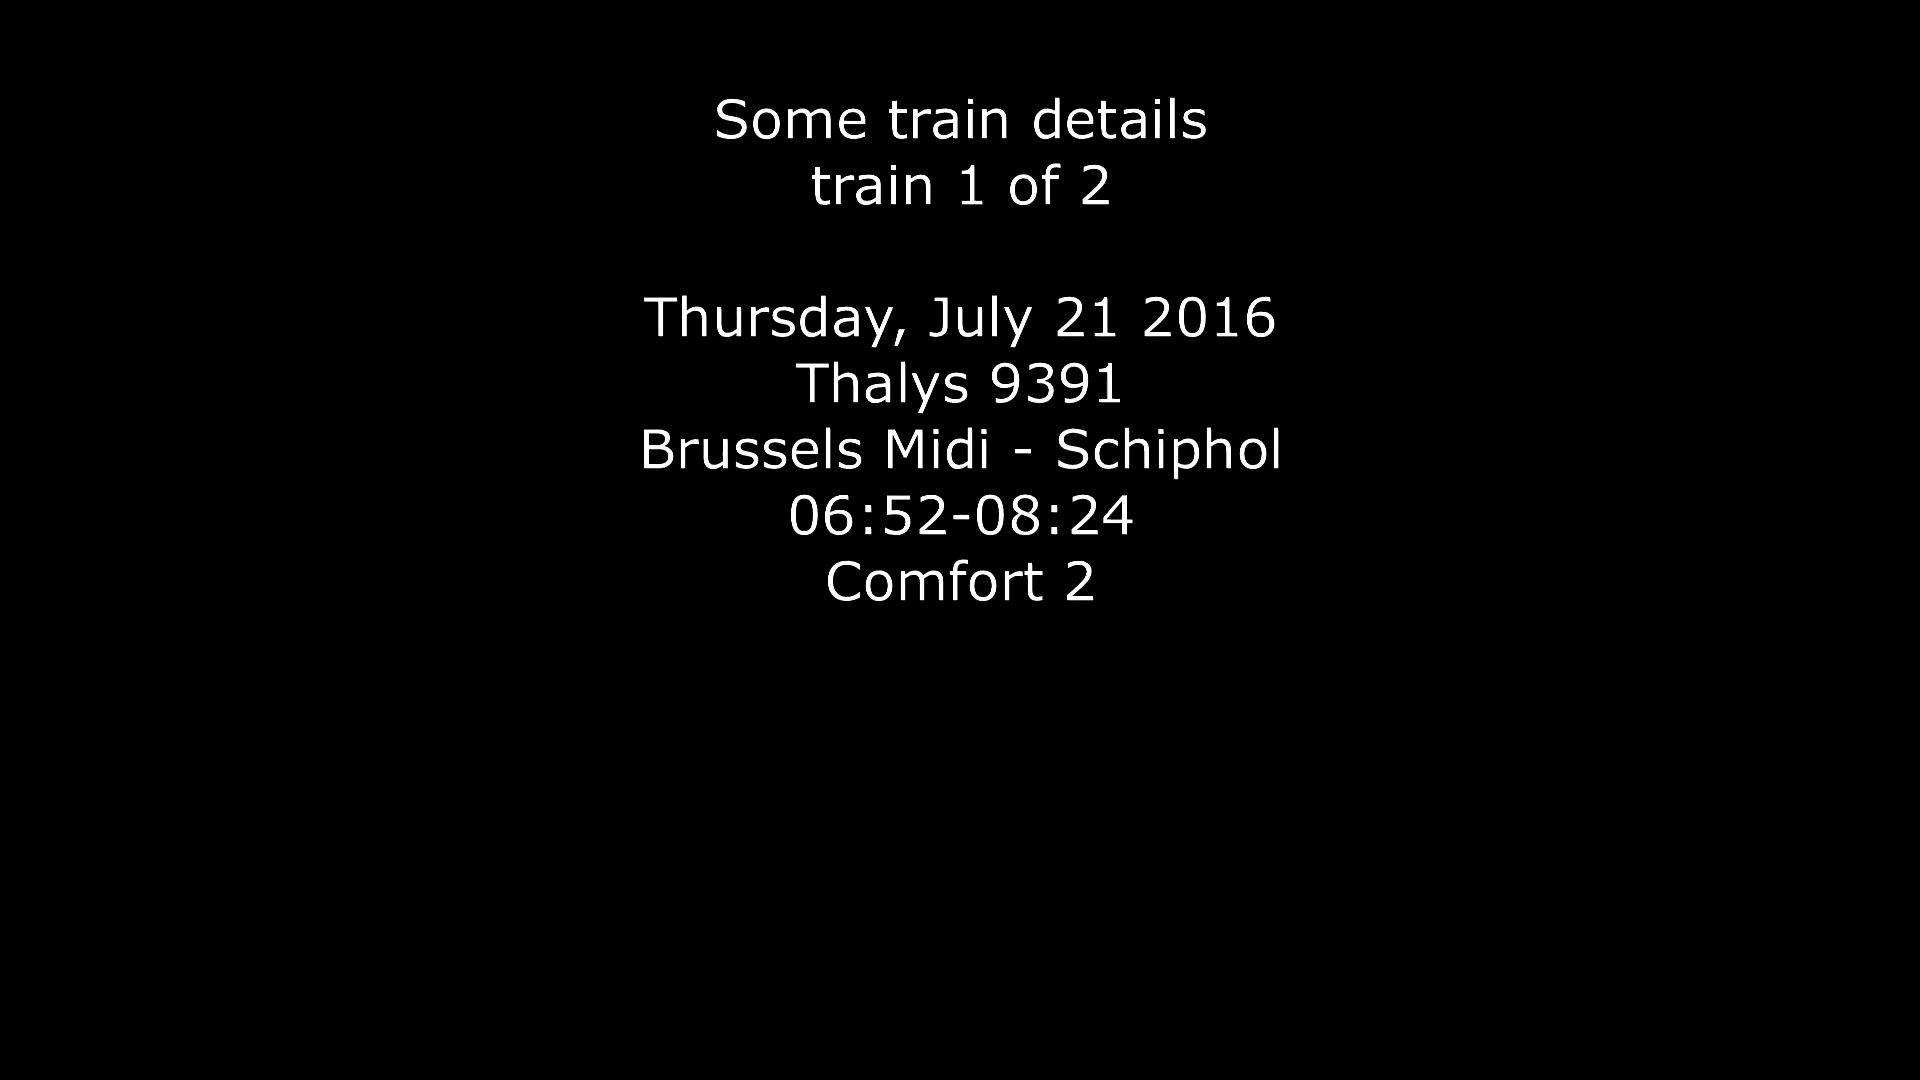 Some train details
train 1 of 2
Thursday, July 21 2016
Thalys 9391
Brussels Midi - Schiphol
06:52-08:24
Comfort 2